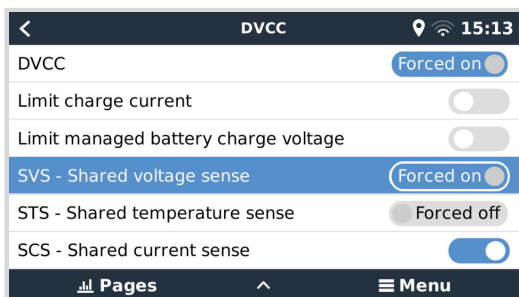 DVCC 15:13
DVCC Forced on
Limit charge current
Limit managed battery charge voltage
SVS - Shared voltage sense Forced on
STS - Shared temperature sense Forced off
SCS - Shared current sense
Pages Menu